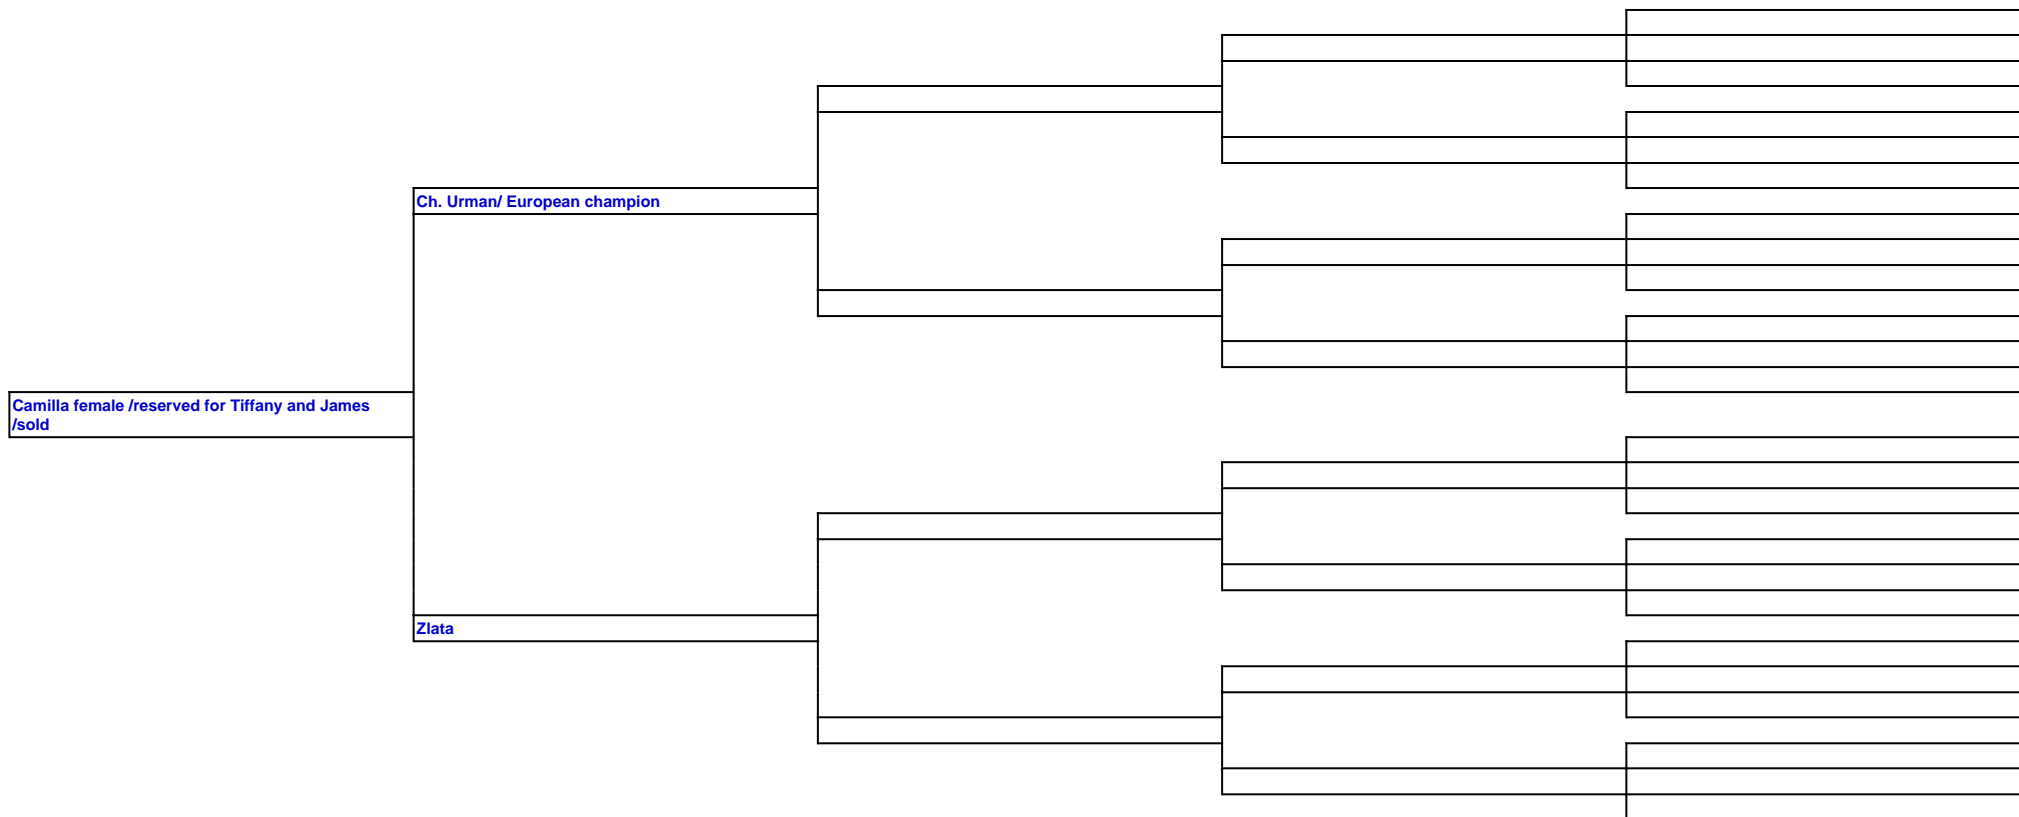 Ch. Urman/ European champion
Camilla female /reserved for Tiffany and James
/sold
Zlata